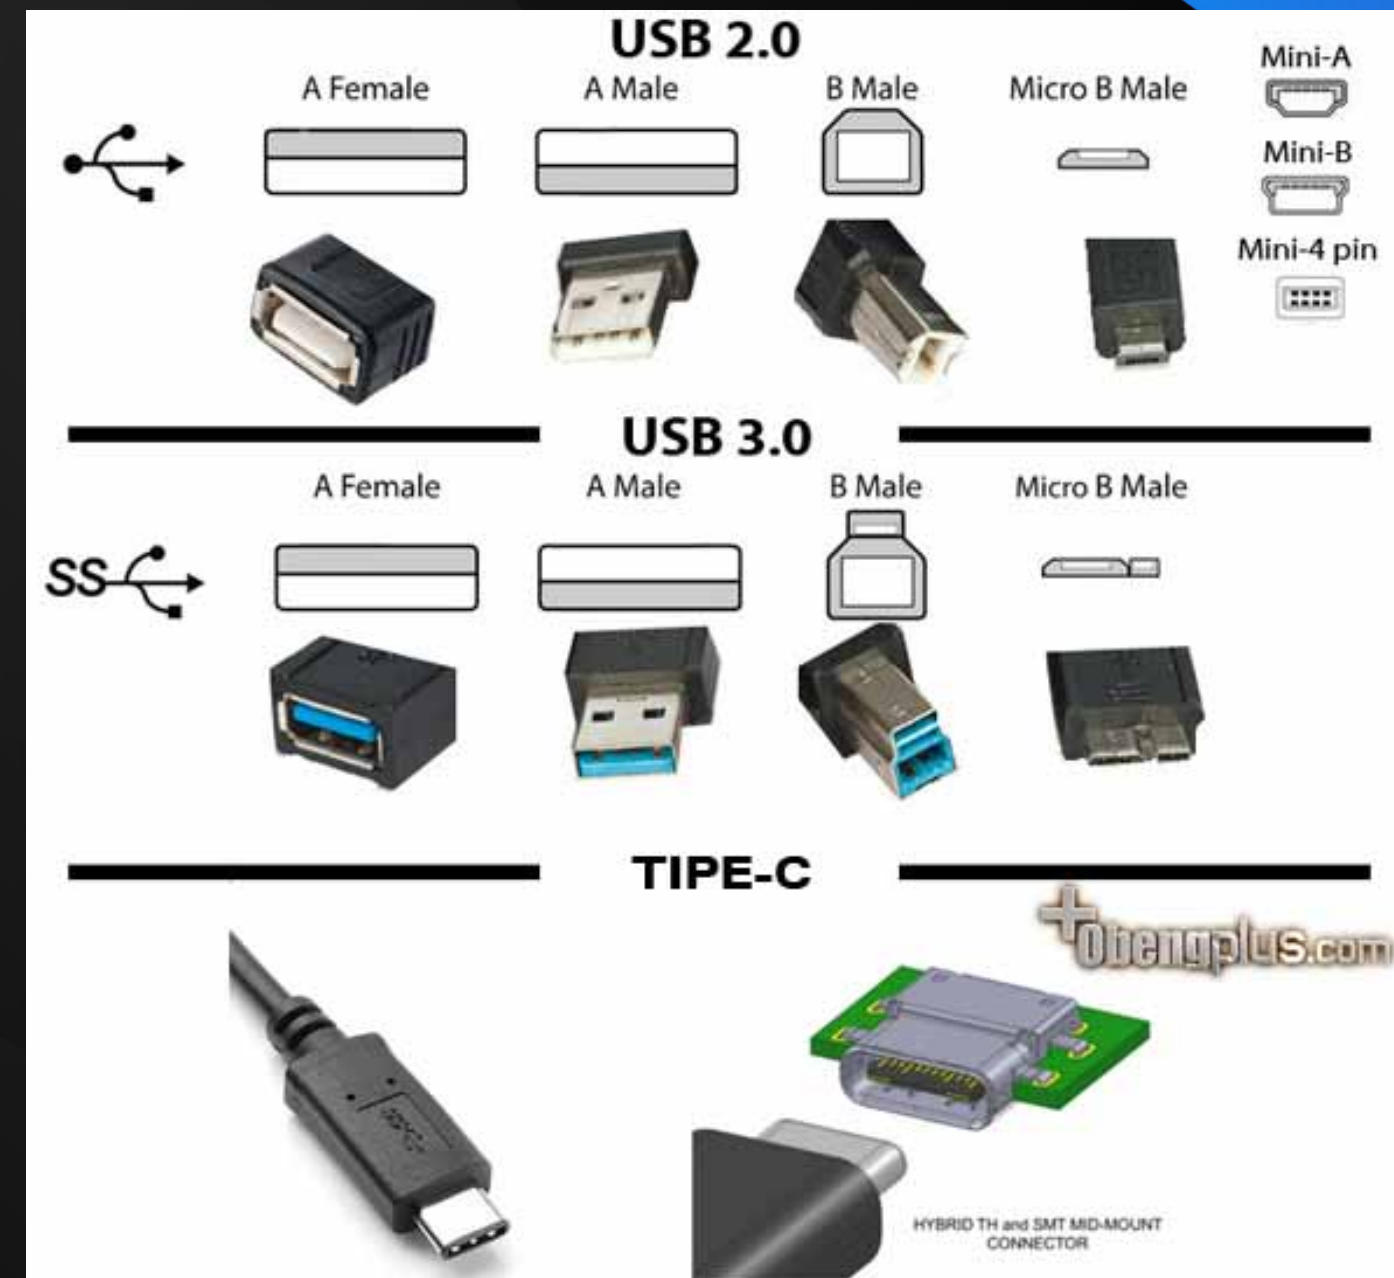 USB 2.0
A Female
A Male
B Male
Micro B Male
Mini-A
Mini-B
Mini-4 pin
USB 3.0
A Female
A Male
B Male
Micro B Male
SS
TIPE-C
Obengplus.com
HYBRID TH and SMT MID-MOUNT
CONNECTOR